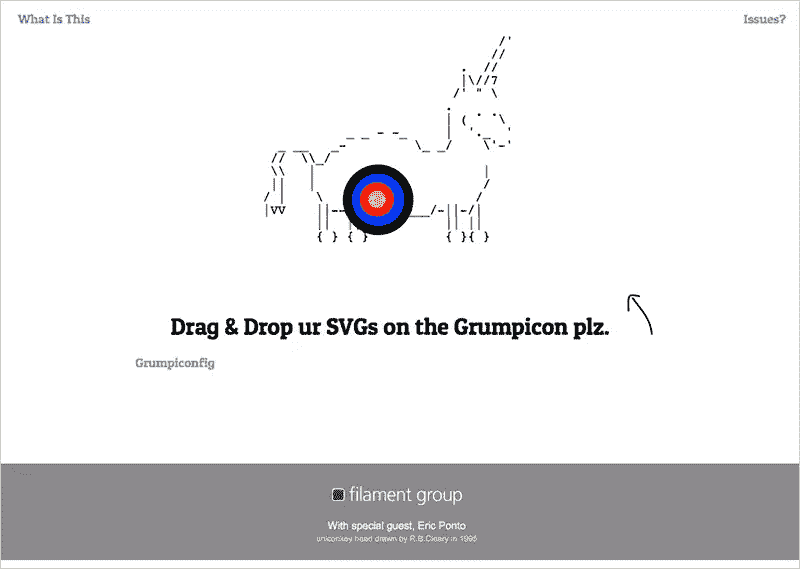 What Is This
Issues?
Drag & Drop ur SVGs on the Grumpicon plz.
Grumpiconfig
filament group
With special guest, Eric Ponto
unicorkey head drawn by R.B.Cleary in 1995